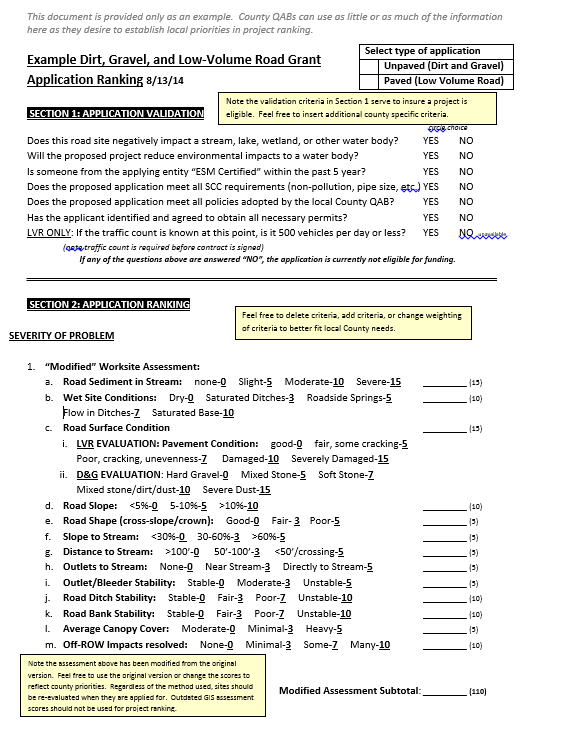 This document is provided only as an example.  County QABs can use as little or as much of the information
here as they desire to establish local priorities in project ranking.
Example Dirt, Gravel, and Low-Volume Road Grant
Application Ranking 8/13/14
Select type of application
Unpaved (Dirt and Gravel)
Paved (Low Volume Road)
Note the validation criteria in Section 1 serve to insure a project is
eligible.  Feel free to insert additional county specific criteria.
SECTION 1: APPLICATION VALIDATION
circle choice
Does this road site negatively impact a stream, lake, wetland, or other water body? YES NO
Will the proposed project reduce environmental impacts to a water body? YES NO
Is someone from the applying entity "ESM Certified" within the past 5 year? YES NO
Does the proposed application meet all SCC requirements (non-pollution, pipe size, etc.) YES NO
Does the proposed application meet all policies adopted by the local County QAB? YES NO
Has the applicant identified and agreed to obtain all necessary permits? YES NO
LVR ONLY: If the traffic count is known at this point, is it 500 vehicles per day or less? YES NO
(note traffic count is required before contract is signed)
If any of the questions above are answered "NO", the application is currently not eligible for funding.
SECTION 2: APPLICATION RANKING
Feel free to delete criteria, add criteria, or change weighting
of criteria to better fit local County needs.
SEVERITY OF PROBLEM
1. "Modified" Worksite Assessment:
a. Road Sediment in Stream: none-0 Slight-5 Moderate-10 Severe-15 ________ (15)
b. Wet Site Conditions: Dry-0 Saturated Ditches-3 Roadside Springs-5 ________ (10)
Flow in Ditches-7 Saturated Base-10
c. Road Surface Condition ________ (15)
i. LVR EVALUATION: Pavement Condition: good-0 fair, some cracking-5
Poor, cracking, unevenness-7 Damaged-10 Severely Damaged-15
ii. D&G EVALUATION: Hard Gravel-0 Mixed Stone-5 Soft Stone-7
Mixed stone/dirt/dust-10 Severe Dust-15
d. Road Slope: <5%-0 5-10%-5 >10%-10 ________ (10)
e. Road Shape (cross-slope/crown): Good-0 Fair- 3 Poor-5 ________ (5)
f. Slope to Stream: <30%-0 30-60%-3 >60%-5 ________ (5)
g. Distance to Stream: >100'-0 50'-100'-3 <50'/crossing-5 ________ (5)
h. Outlets to Stream: None-0 Near Stream-3 Directly to Stream-5 ________ (5)
i. Outlet/Bleeder Stability: Stable-0 Moderate-3 Unstable-5 ________ (5)
j. Road Ditch Stability: Stable-0 Fair-3 Poor-7 Unstable-10 ________ (10)
k. Road Bank Stability: Stable-0 Fair-3 Poor-7 Unstable-10 ________ (10)
l. Average Canopy Cover: Moderate-0 Minimal-3 Heavy-5 ________ (5)
m. Off-ROW Impacts resolved: None-0 Minimal-3 Some-7 Many-10 ________ (10)
Note the assessment above has been modified from the original
version.  Feel free to use the original version or change the scores to
reflect county priorities.  Regardless of the method used, sites should
be re-evaluated when they are applied for.  Outdated GIS assessment
scores should not be used for project ranking.
Modified Assessment Subtotal: ________ (110)